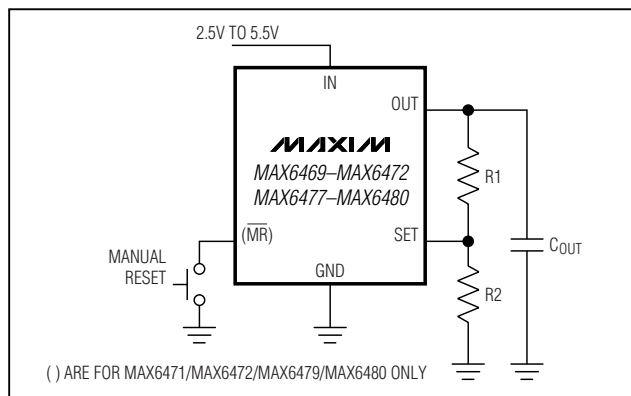 2.5V TO 5.5V
IN
OUT
MAXIM
MAX6469–MAX6472
MAX6477–MAX6480
R1
(M̅R̅)
SET
COUT
MANUAL
RESET
GND
R2
( ) ARE FOR MAX6471/MAX6472/MAX6479/MAX6480 ONLY